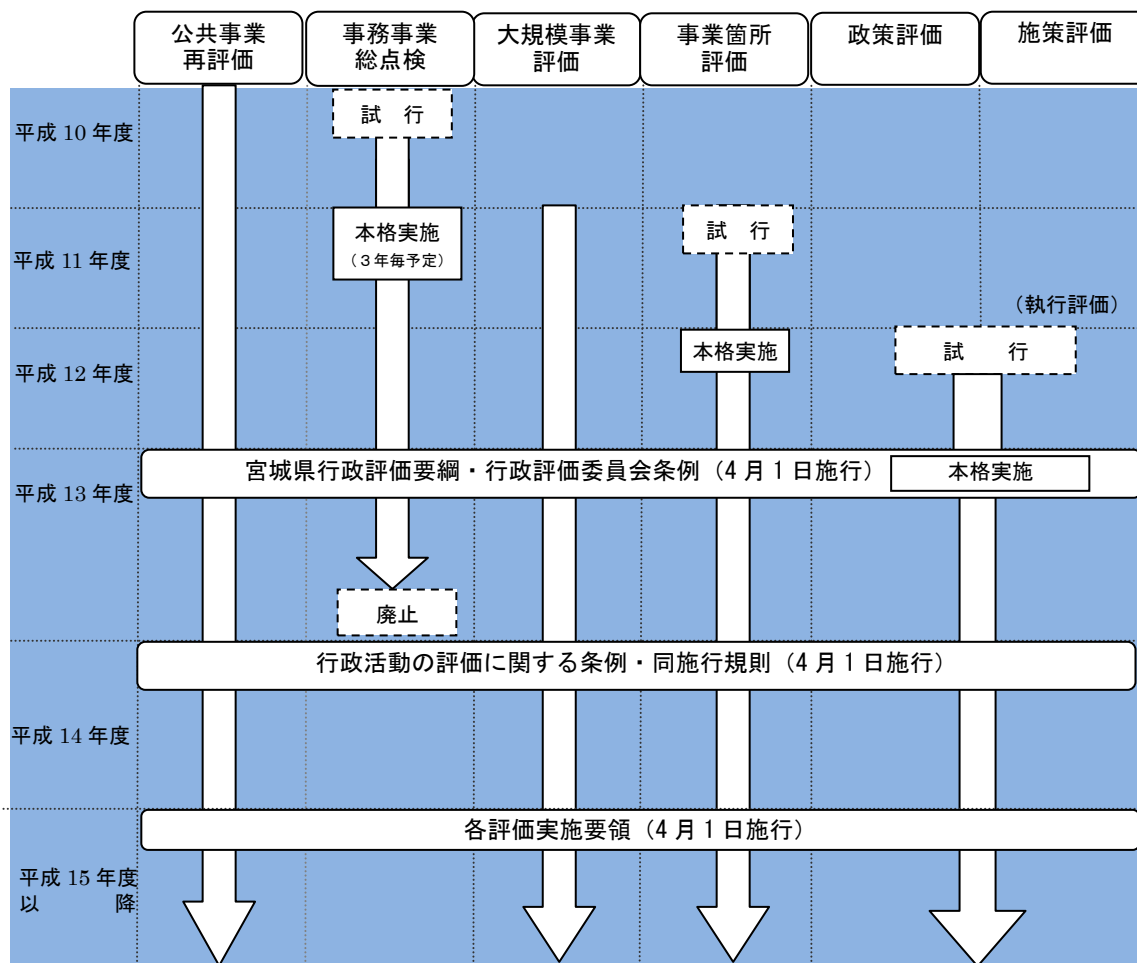 公共事業
再評価
事務事業
総点検
大規模事業
評価
事業箇所
評価
政策評価
施策評価
平成 10 年度
試 行
平成 11 年度
本格実施
（３年毎予定）
試 行
（執行評価）
平成 12 年度
本格実施
試 行
平成 13 年度
宮城県行政評価要綱・行政評価委員会条例（４月１日施行）
本格実施
廃止
行政活動の評価に関する条例・同施行規則（４月１日施行）
平成 14 年度
各評価実施要領（４月１日施行）
平成 15 年度
以 降